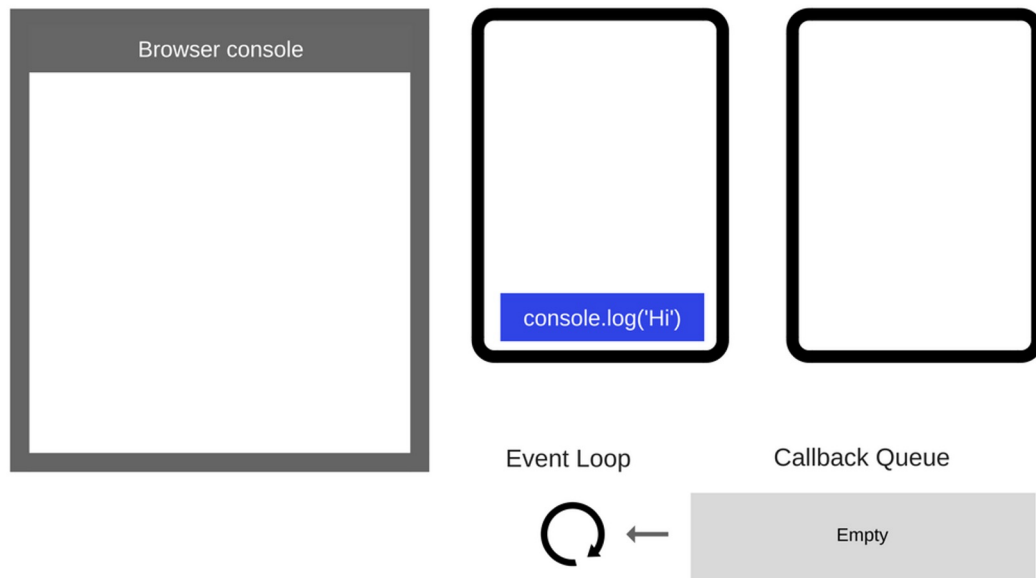 Browser console
console.log('Hi')
Event Loop
Callback Queue
Empty